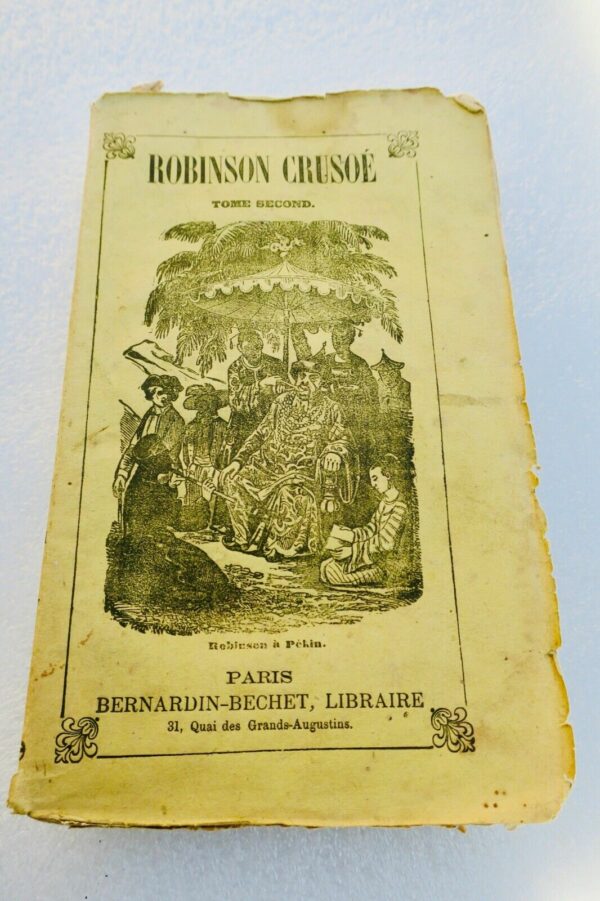 ROBINSON CRUSOÉ
TOME SECOND.
Robinson à Pékin.
PARIS
BERNARDIN-BECHET, LIBRAIRE
31, Quai des Grands-Augustins.